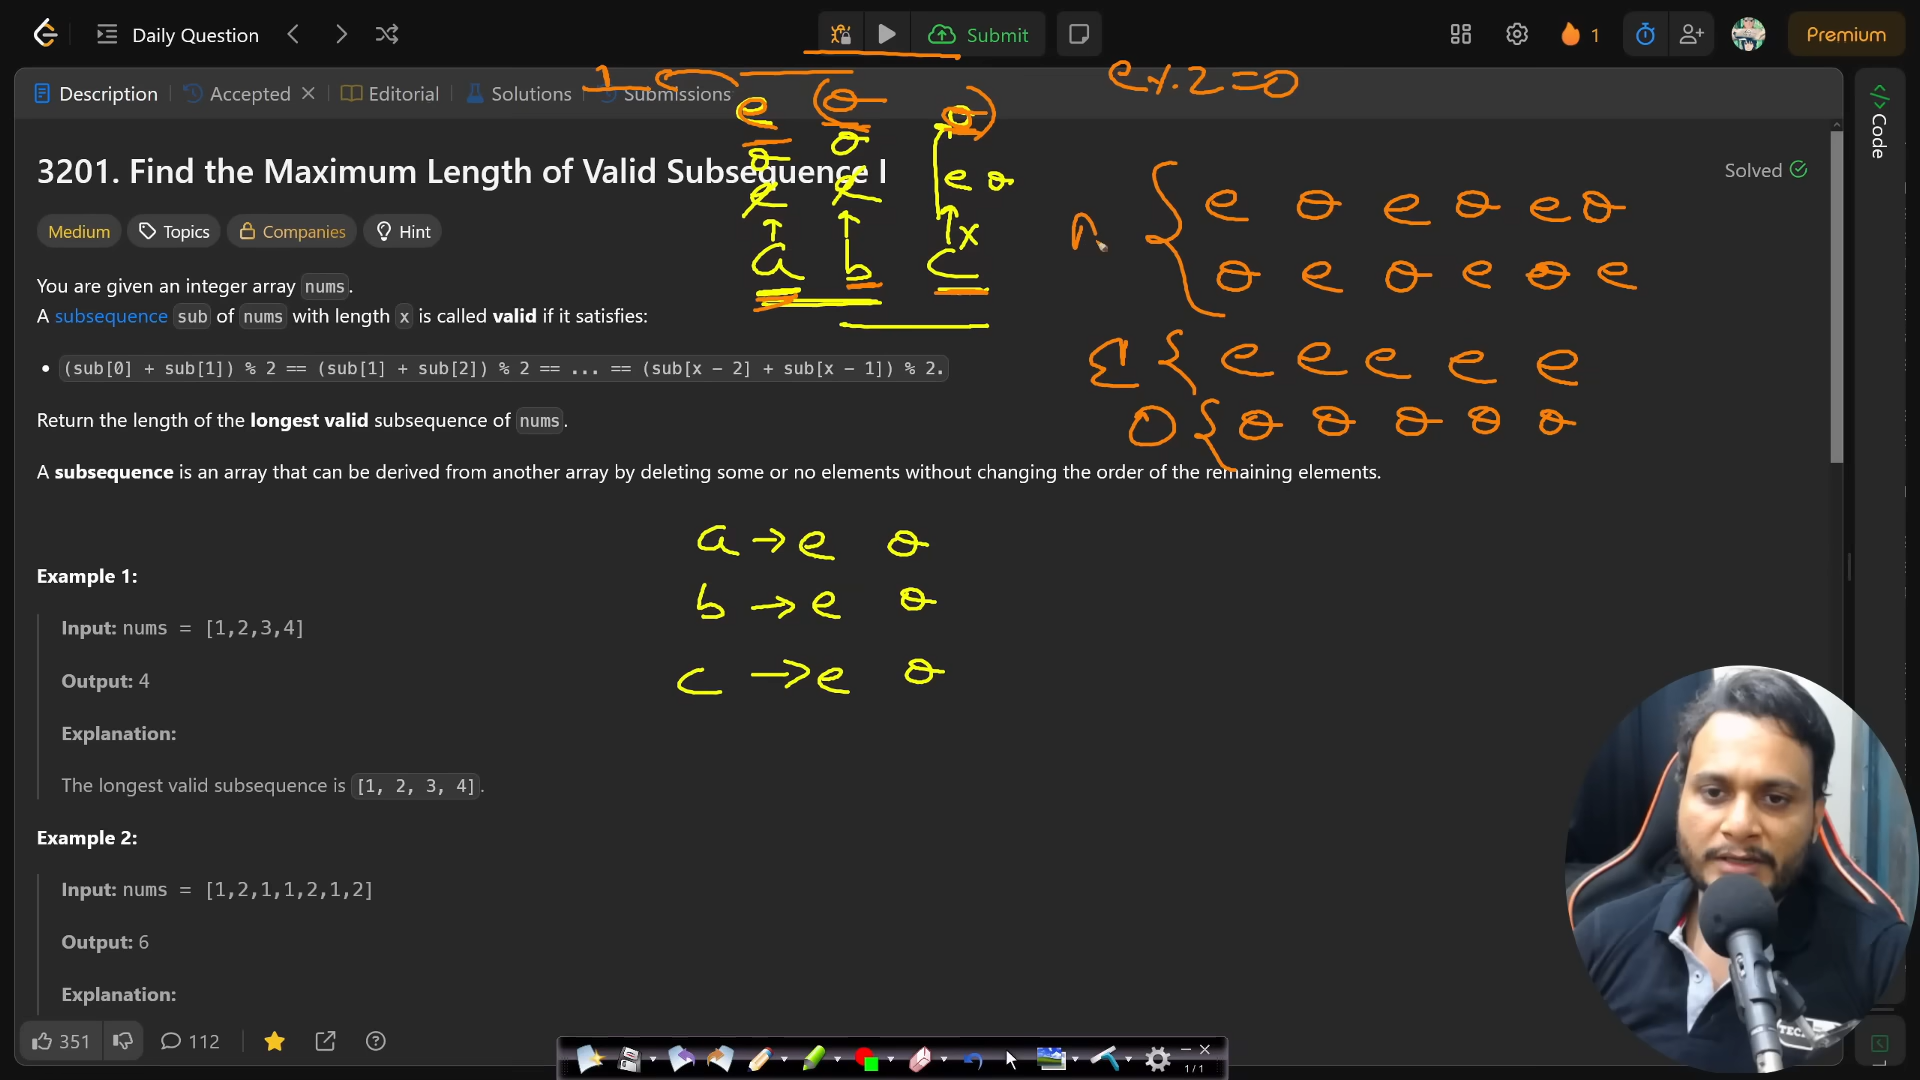 Daily Question
Submit
1
Premium
Description
Accepted
Editorial
Solutions
Submissions
Code
1
e % 2 = 0
e o o
o o
e e e o
3201. Find the Maximum Length of Valid Subsequence I
Solved
Medium
Topics
Companies
Hint
x
a b c
e o e o e o
o e o e o e
You are given an integer array nums.
A subsequence sub of nums with length x is called valid if it satisfies:
(sub[0] + sub[1]) % 2 == (sub[1] + sub[2]) % 2 == ... == (sub[x - 2] + sub[x - 1]) % 2.
e e e e e
O { o o o o o
Return the length of the longest valid subsequence of nums.
A subsequence is an array that can be derived from another array by deleting some or no elements without changing the order of the remaining elements.
a → e o
b → e o
c → e o
Example 1:
Input: nums = [1,2,3,4]
Output: 4
Explanation:
The longest valid subsequence is [1, 2, 3, 4].
Example 2:
Input: nums = [1,2,1,1,2,1,2]
Output: 6
Explanation:
351
112
1/1